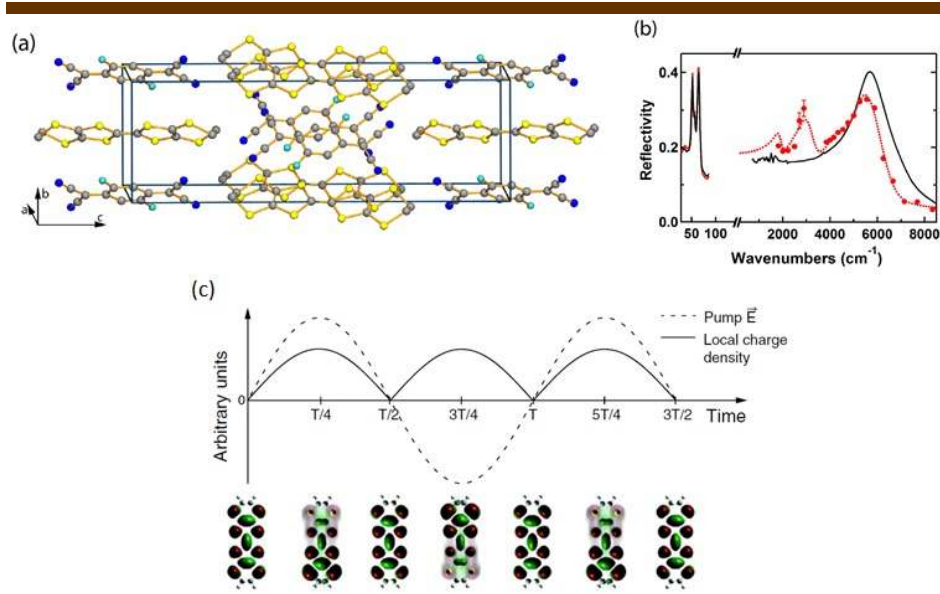 (a)
b
a
c
(b)
0.4
0.2
0.0
Reflectivity
50 100 2000 4000 6000 8000
Wavenumbers (cm⁻¹)
(c)
Pump E⃗
Local charge
density
Arbitrary units
0
T/4 T/2 3T/4 T 5T/4 3T/2 Time